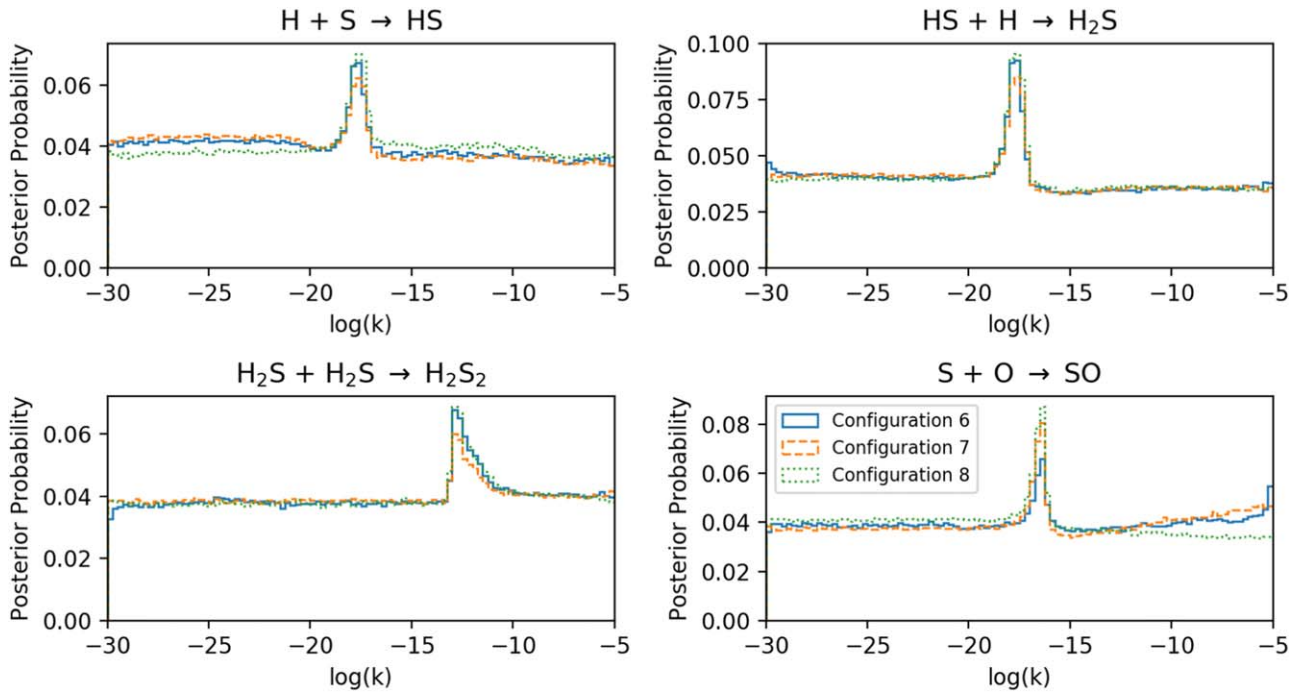 H + S → HS
Posterior Probability
0.06
0.04
0.02
0.00
−30 −25 −20 −15 −10 −5
log(k)
HS + H → H₂S
Posterior Probability
0.100
0.075
0.050
0.025
0.000
−30 −25 −20 −15 −10 −5
log(k)
H₂S + H₂S → H₂S₂
Posterior Probability
0.06
0.04
0.02
0.00
−30 −25 −20 −15 −10 −5
log(k)
S + O → SO
Posterior Probability
0.08
0.06
0.04
0.02
0.00
Configuration 6
Configuration 7
Configuration 8
−30 −25 −20 −15 −10 −5
log(k)